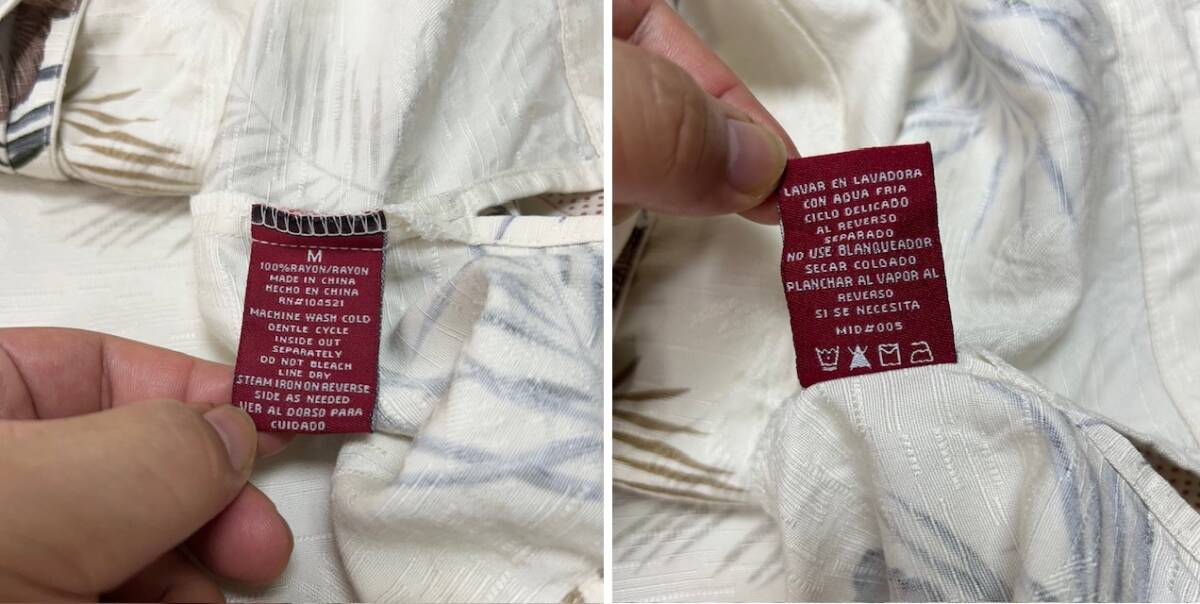 M
100%RAYON/RAYON
MADE IN CHINA
HECHO EN CHINA
RN#104521
MACHINE WASH COLD
GENTLE CYCLE
INSIDE OUT
SEPARATELY
DO NOT BLEACH
LINE DRY
STEAM IRON ON REVERSE
SIDE AS NEEDED
VER AL DORSO PARA
CUIDADO
LAVAR EN LAVADORA
CON AQUA FRIA
CICLO DELICADO
AL REVERSO
SEPARADO
NO USE BLANQUEADOR
SECAR COLGADO
PLANCHAR AL VAPOR AL
REVERSO
SI SE NECESITA
MID#005